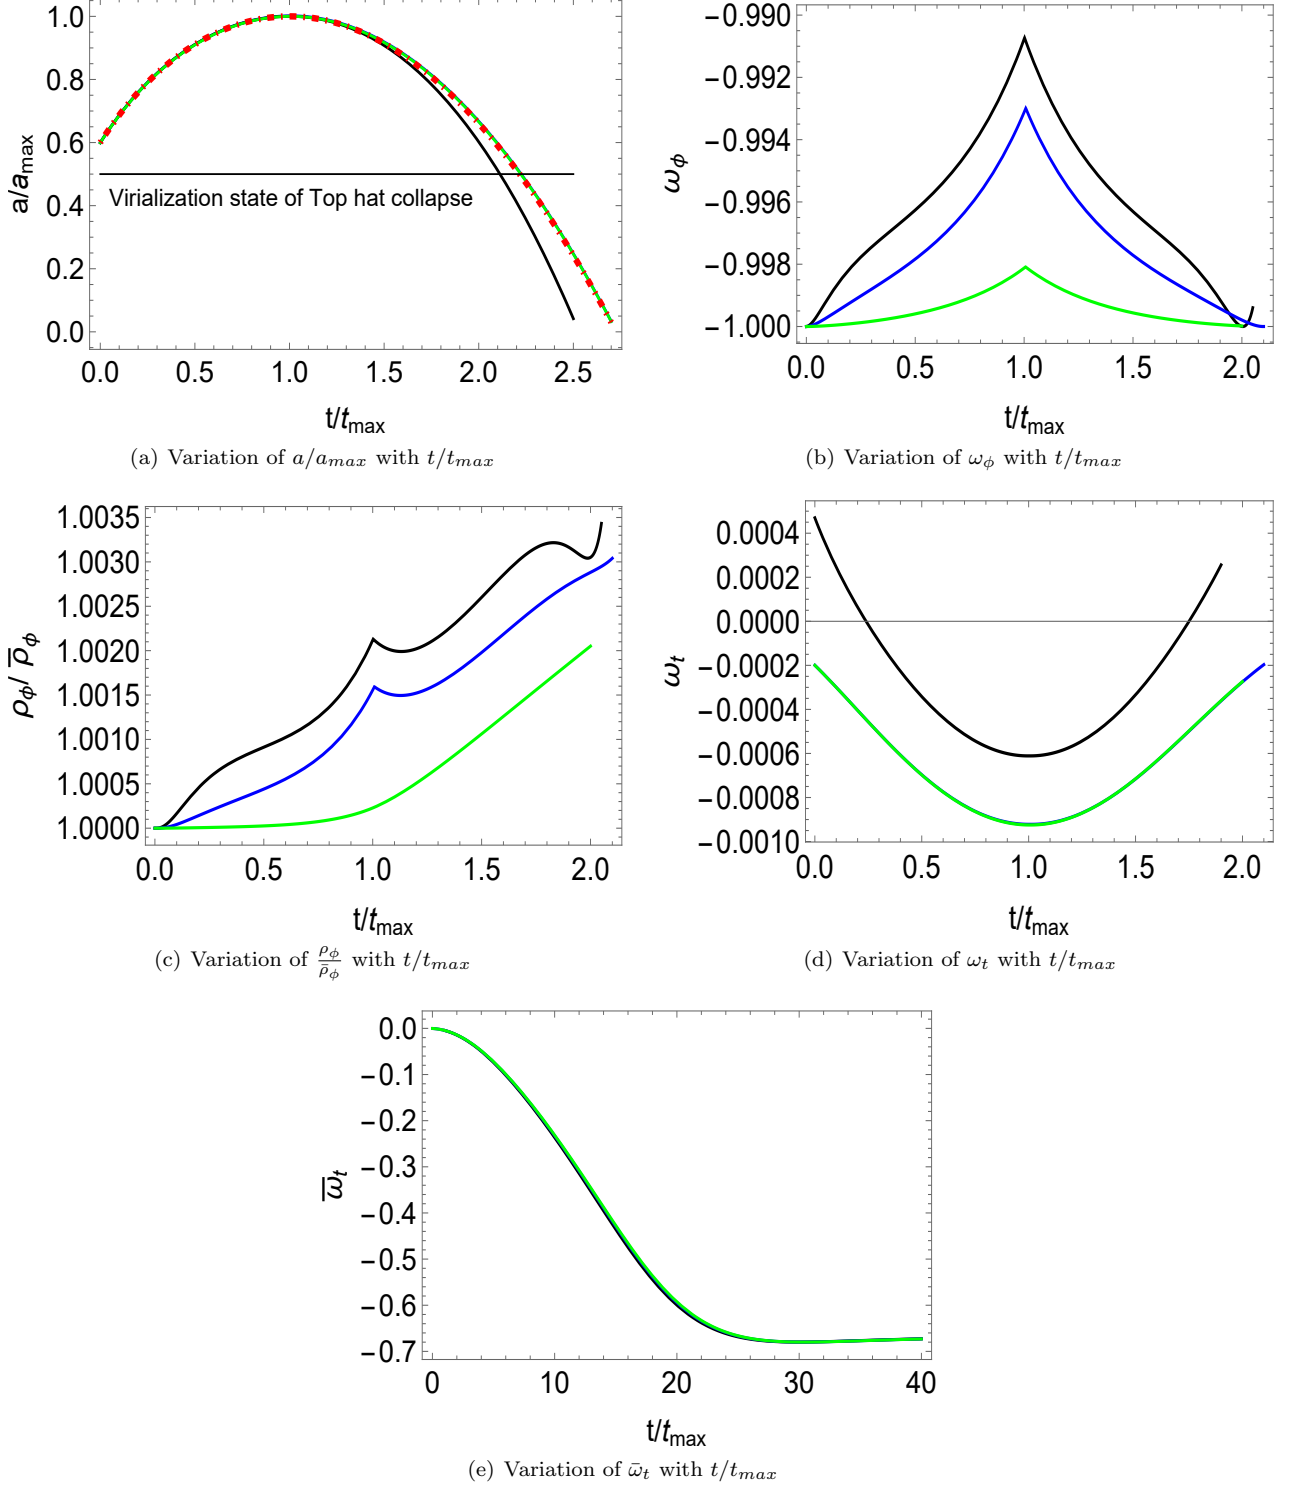 1.0
0.8
0.6
0.4
0.2
0.0
a/a_max
Virialization state of Top hat collapse
0.0 0.5 1.0 1.5 2.0 2.5
t/t_max
(a) Variation of a/a_max with t/t_max
−0.990
−0.992
−0.994
−0.996
−0.998
−1.000
ω_ϕ
0.0 0.5 1.0 1.5 2.0
t/t_max
(b) Variation of ω_ϕ with t/t_max
1.0035
1.0030
1.0025
1.0020
1.0015
1.0010
1.0005
1.0000
ρ_ϕ/ ρ̅_ϕ
0.0 0.5 1.0 1.5 2.0
t/t_max
(c) Variation of ρ_ϕ/ρ̄_ϕ with t/t_max
0.0004
0.0002
0.0000
−0.0002
−0.0004
−0.0006
−0.0008
−0.0010
ω_t
0.0 0.5 1.0 1.5 2.0
t/t_max
(d) Variation of ω_t with t/t_max
0.0
−0.1
−0.2
−0.3
−0.4
−0.5
−0.6
−0.7
ω̅_t
0 10 20 30 40
t/t_max
(e) Variation of ω̄_t with t/t_max